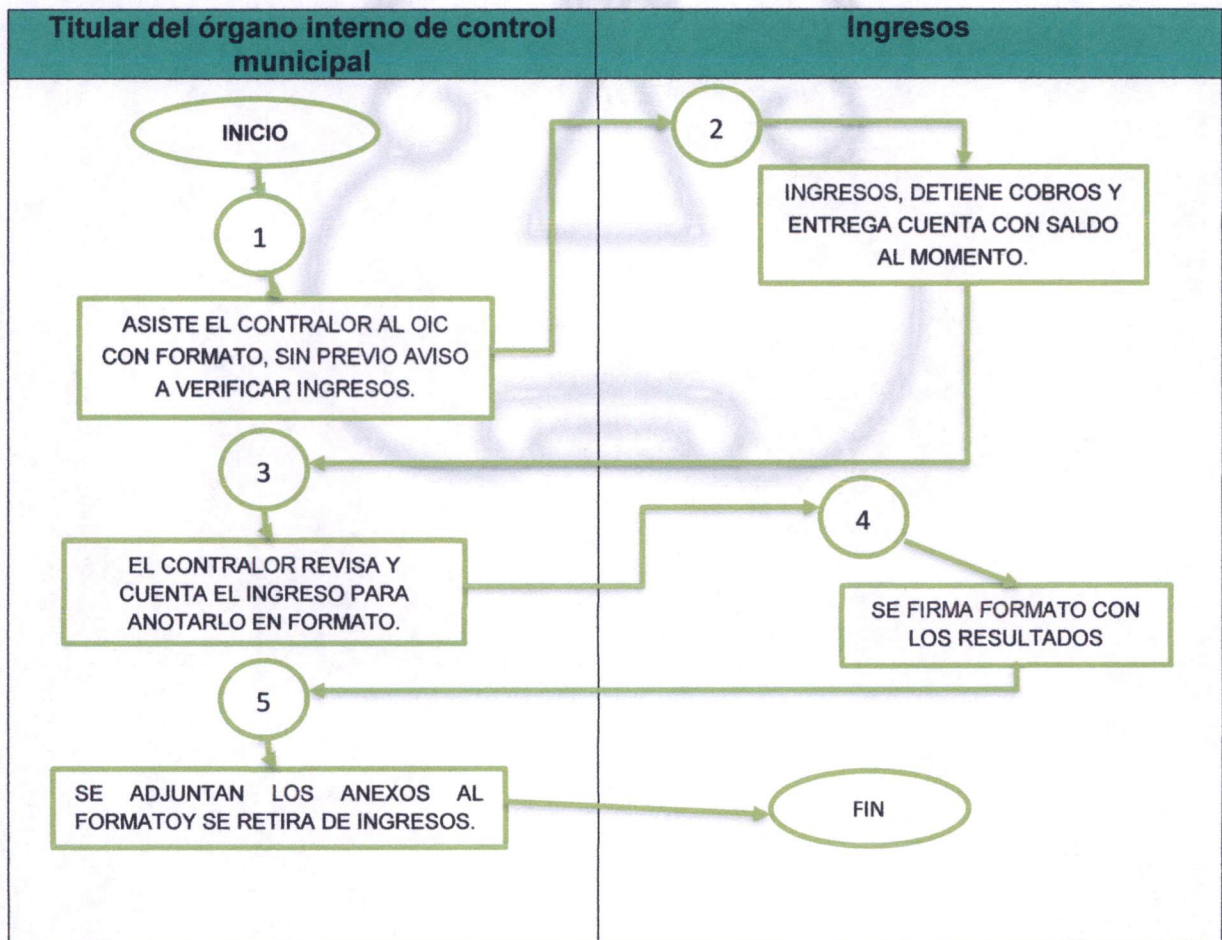 Titular del órgano interno de control
municipal
Ingresos
INICIO
1
ASISTE EL CONTRALOR AL OIC
CON FORMATO, SIN PREVIO AVISO
A VERIFICAR INGRESOS.
2
INGRESOS, DETIENE COBROS Y
ENTREGA CUENTA CON SALDO
AL MOMENTO.
3
EL CONTRALOR REVISA Y
CUENTA EL INGRESO PARA
ANOTARLO EN FORMATO.
4
SE FIRMA FORMATO CON
LOS RESULTADOS
5
SE ADJUNTAN LOS ANEXOS AL
FORMATOY SE RETIRA DE INGRESOS.
FIN